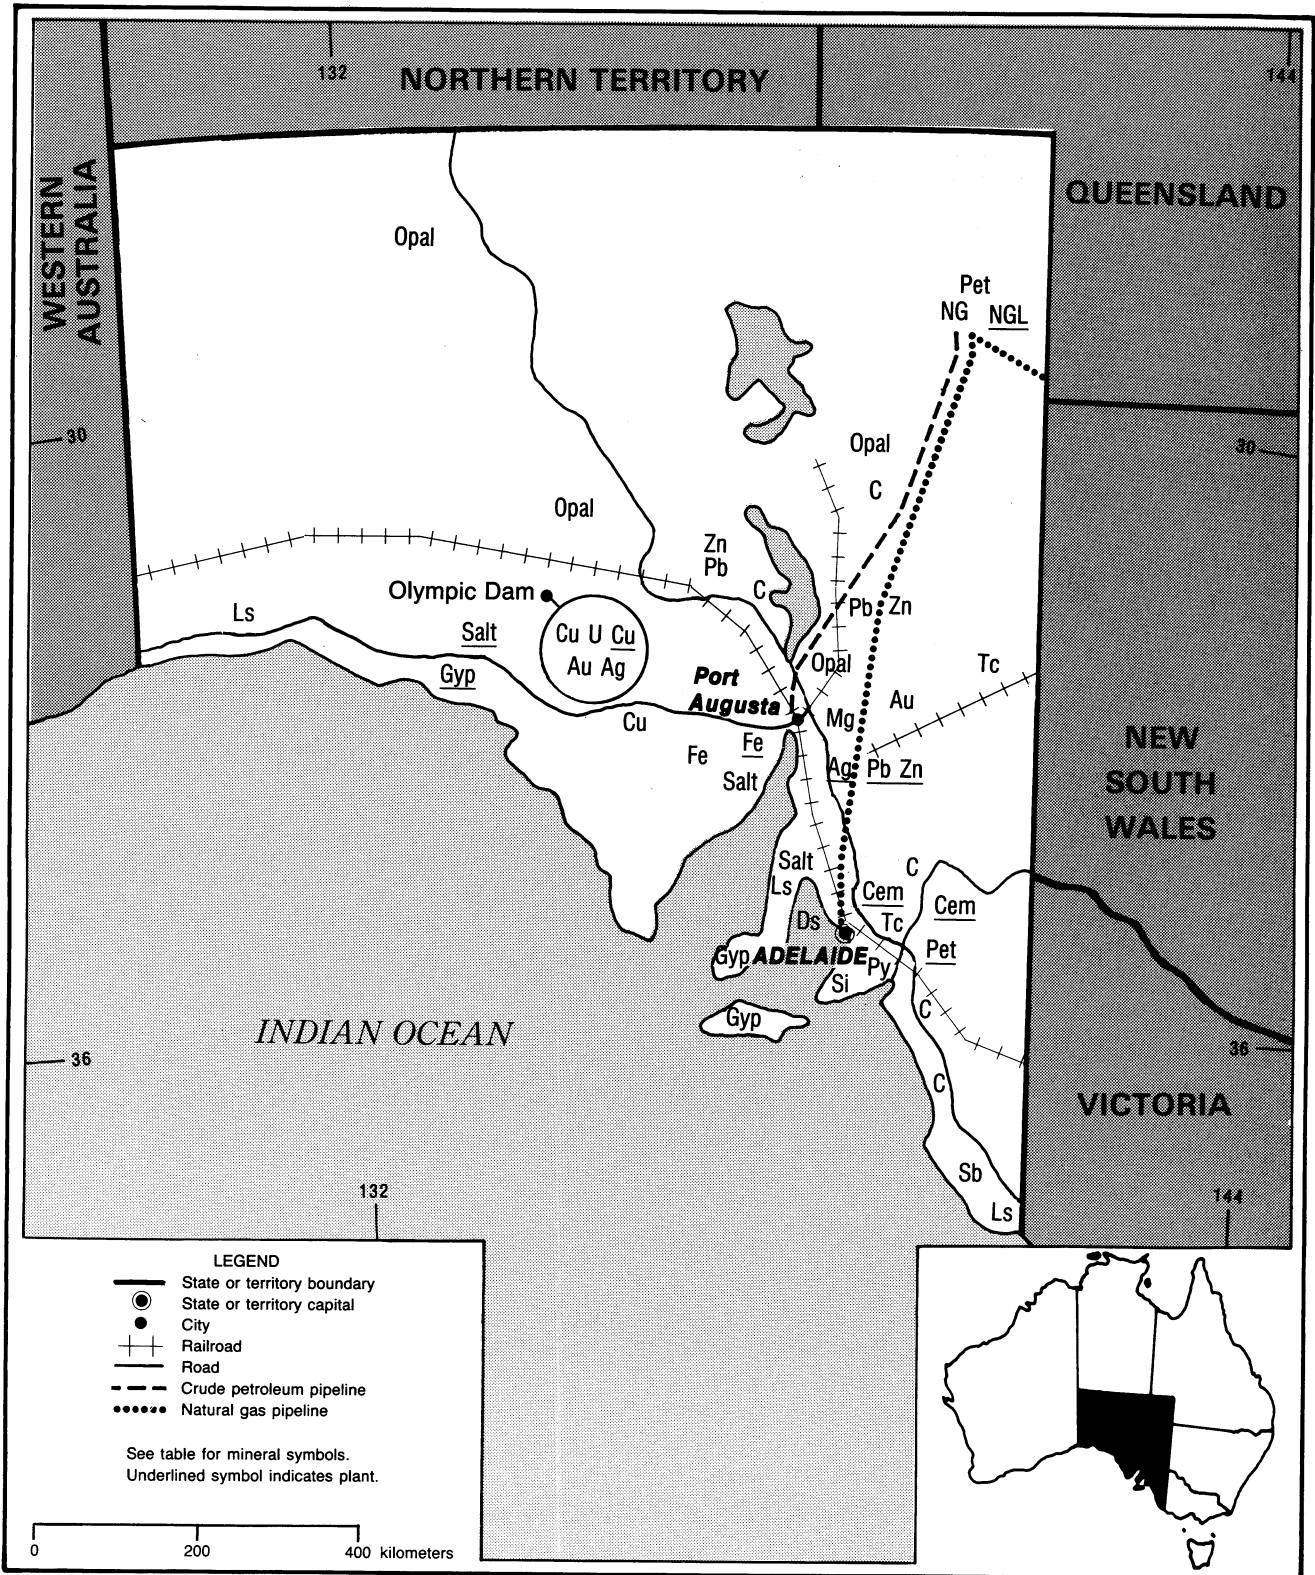 132
NORTHERN TERRITORY
144
WESTERN
AUSTRALIA
QUEENSLAND
Opal
Pet
NG NGL
30
Opal
30
C
Opal
Zn
Pb
C
Olympic Dam
Pb Zn
Ls
Salt
Cu U Cu
Au Ag
Gyp
Opal
Tc
Port
Augusta
Au
Cu
Mg
NEW
SOUTH
WALES
Fe
Fe
Ag Pb Zn
Salt
Salt
C
Ls
Cem
Cem
Ds
Tc
Gyp
ADELAIDE
Pet
Py
Si
Gyp
C
INDIAN OCEAN
36
36
C
VICTORIA
Sb
132
144
Ls
LEGEND
State or territory boundary
State or territory capital
City
Railroad
Road
Crude petroleum pipeline
Natural gas pipeline
See table for mineral symbols.
Underlined symbol indicates plant.
0 200 400 kilometers